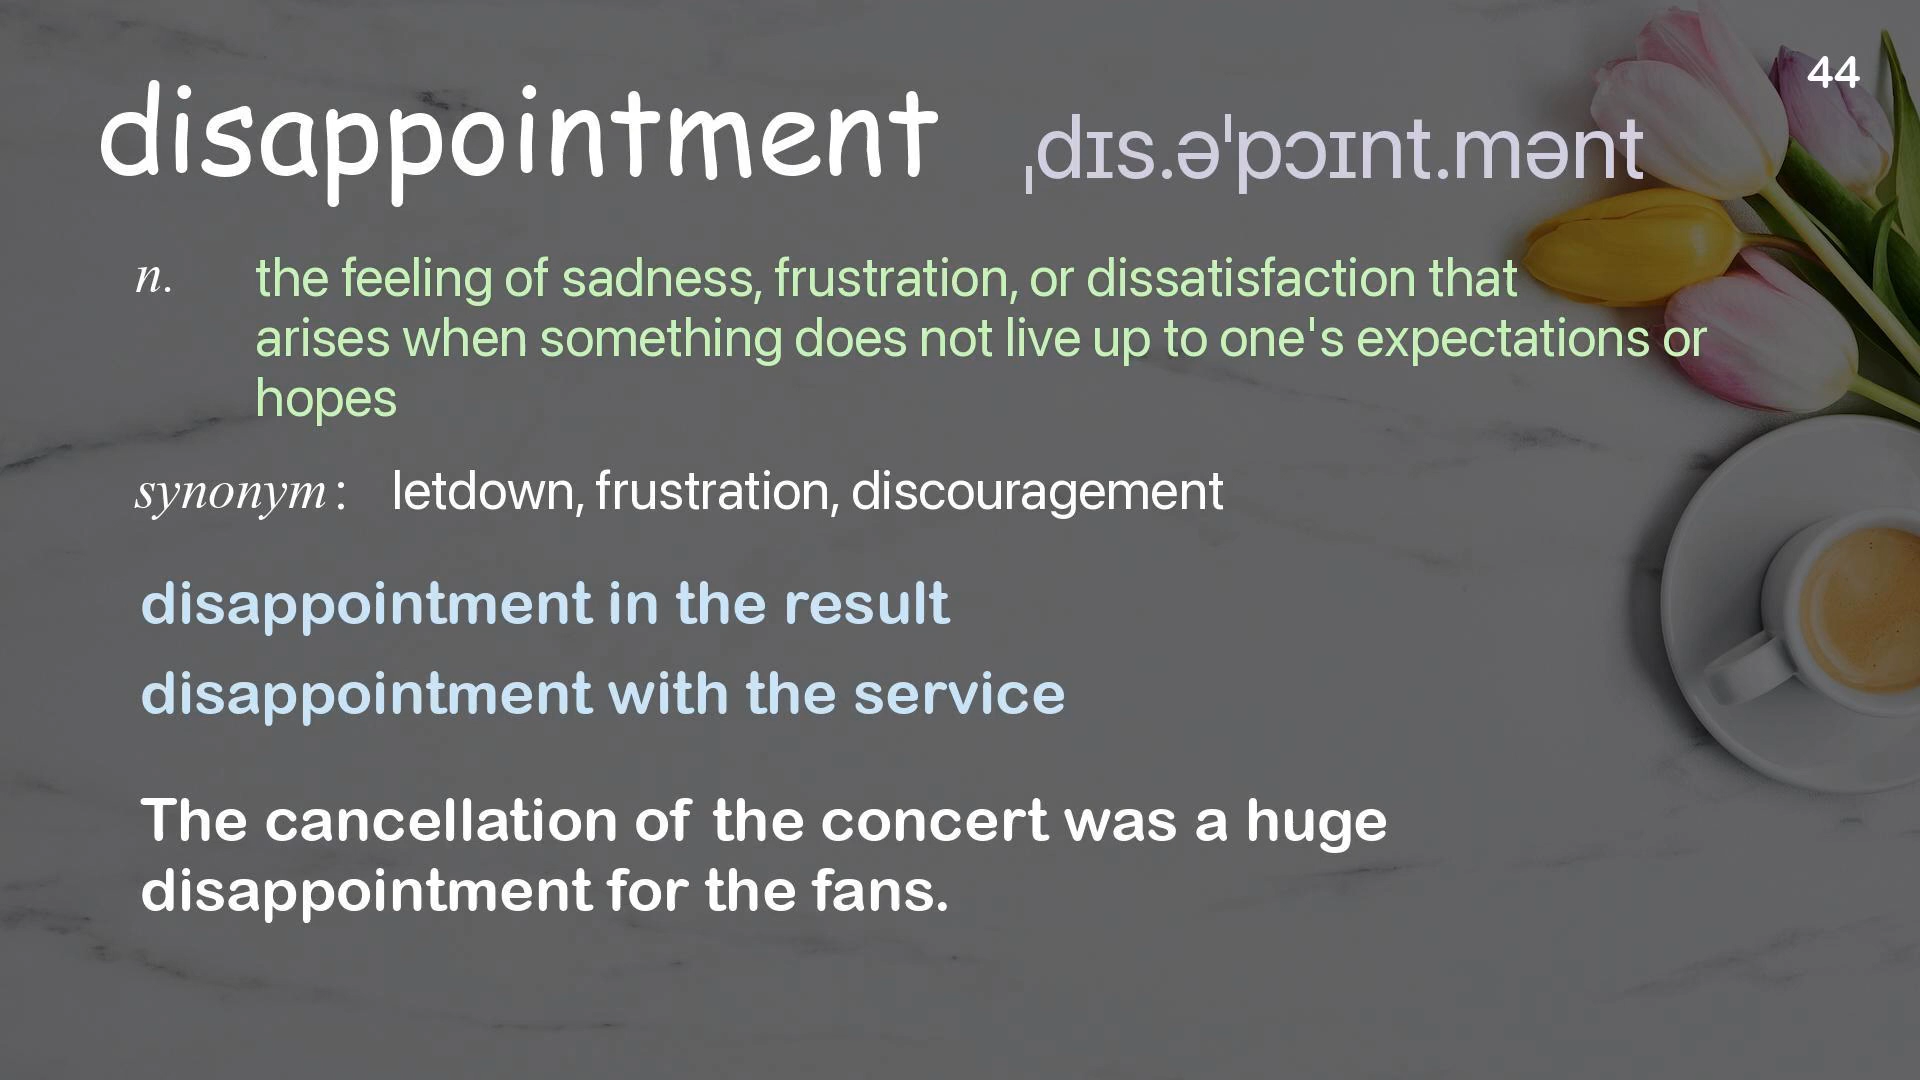 44
disappointment ˌdɪs.əˈpɔɪnt.mənt
n. the feeling of sadness, frustration, or dissatisfaction that
arises when something does not live up to one's expectations or
hopes
synonym: letdown, frustration, discouragement
disappointment in the result
disappointment with the service
The cancellation of the concert was a huge
disappointment for the fans.